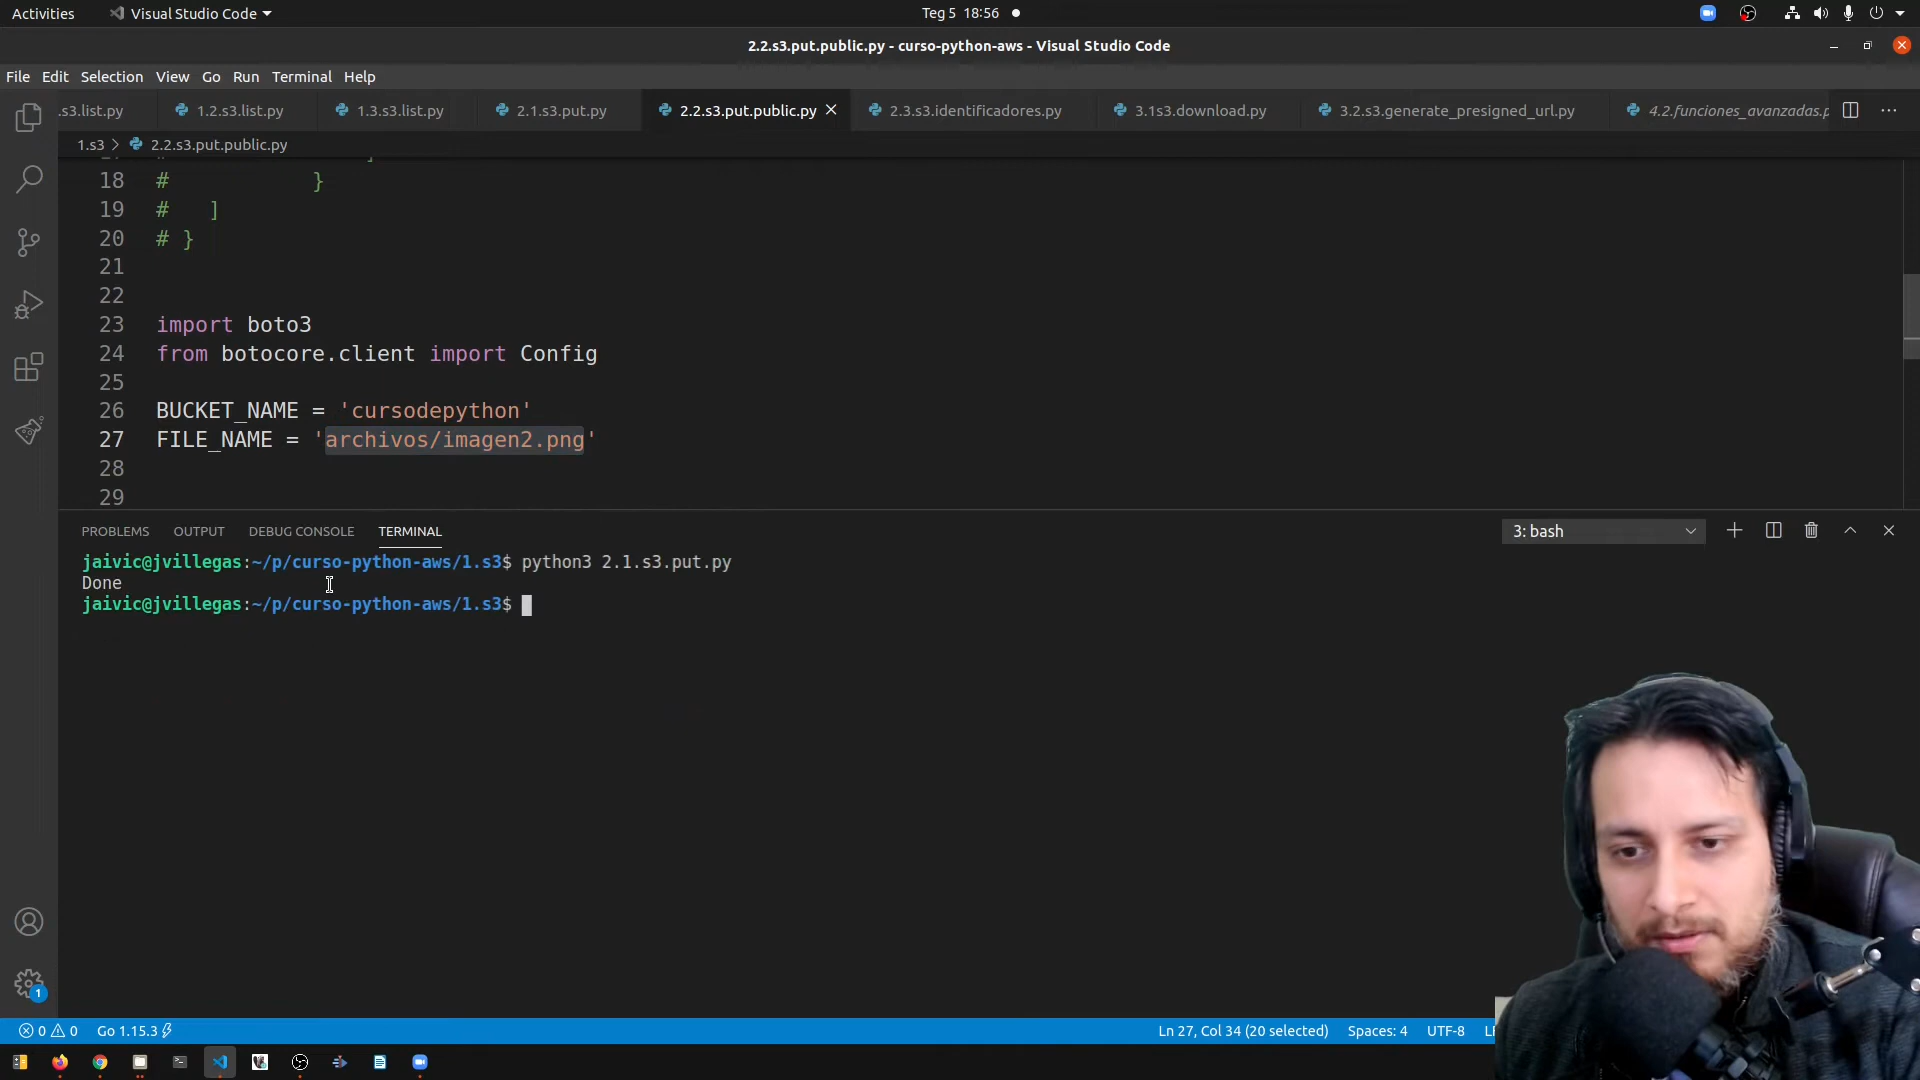 Activities
Visual Studio Code
Teg 5 18:56
2.2.s3.put.public.py - curso-python-aws - Visual Studio Code
File Edit Selection View Go Run Terminal Help
.s3.list.py 1.2.s3.list.py 1.3.s3.list.py 2.1.s3.put.py 2.2.s3.put.public.py 2.3.s3.identificadores.py 3.1s3.download.py 3.2.s3.generate_presigned_url.py 4.2.funciones_avanzadas.p
1.s3 > 2.2.s3.put.public.py
18 # }
19 # ]
20 # }
21
22
23 import boto3
24 from botocore.client import Config
25
26 BUCKET_NAME = 'cursodepython'
27 FILE_NAME = 'archivos/imagen2.png'
28
29
PROBLEMS OUTPUT DEBUG CONSOLE TERMINAL
3: bash
jaivic@jvillegas:~/p/curso-python-aws/1.s3$ python3 2.1.s3.put.py
Done
jaivic@jvillegas:~/p/curso-python-aws/1.s3$
1
0 0 Go 1.15.3
Ln 27, Col 34 (20 selected) Spaces: 4 UTF-8